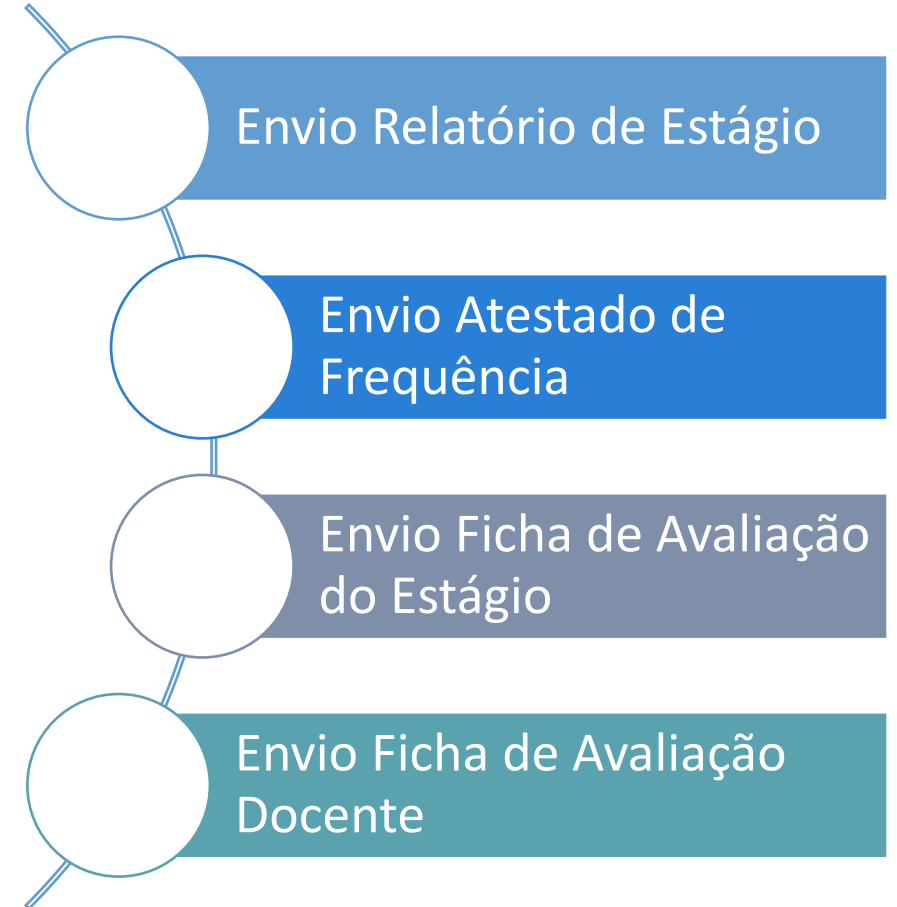 Envio Relatório de Estágio
Envio Atestado de
Frequência
Envio Ficha de Avaliação
do Estágio
Envio Ficha de Avaliação
Docente